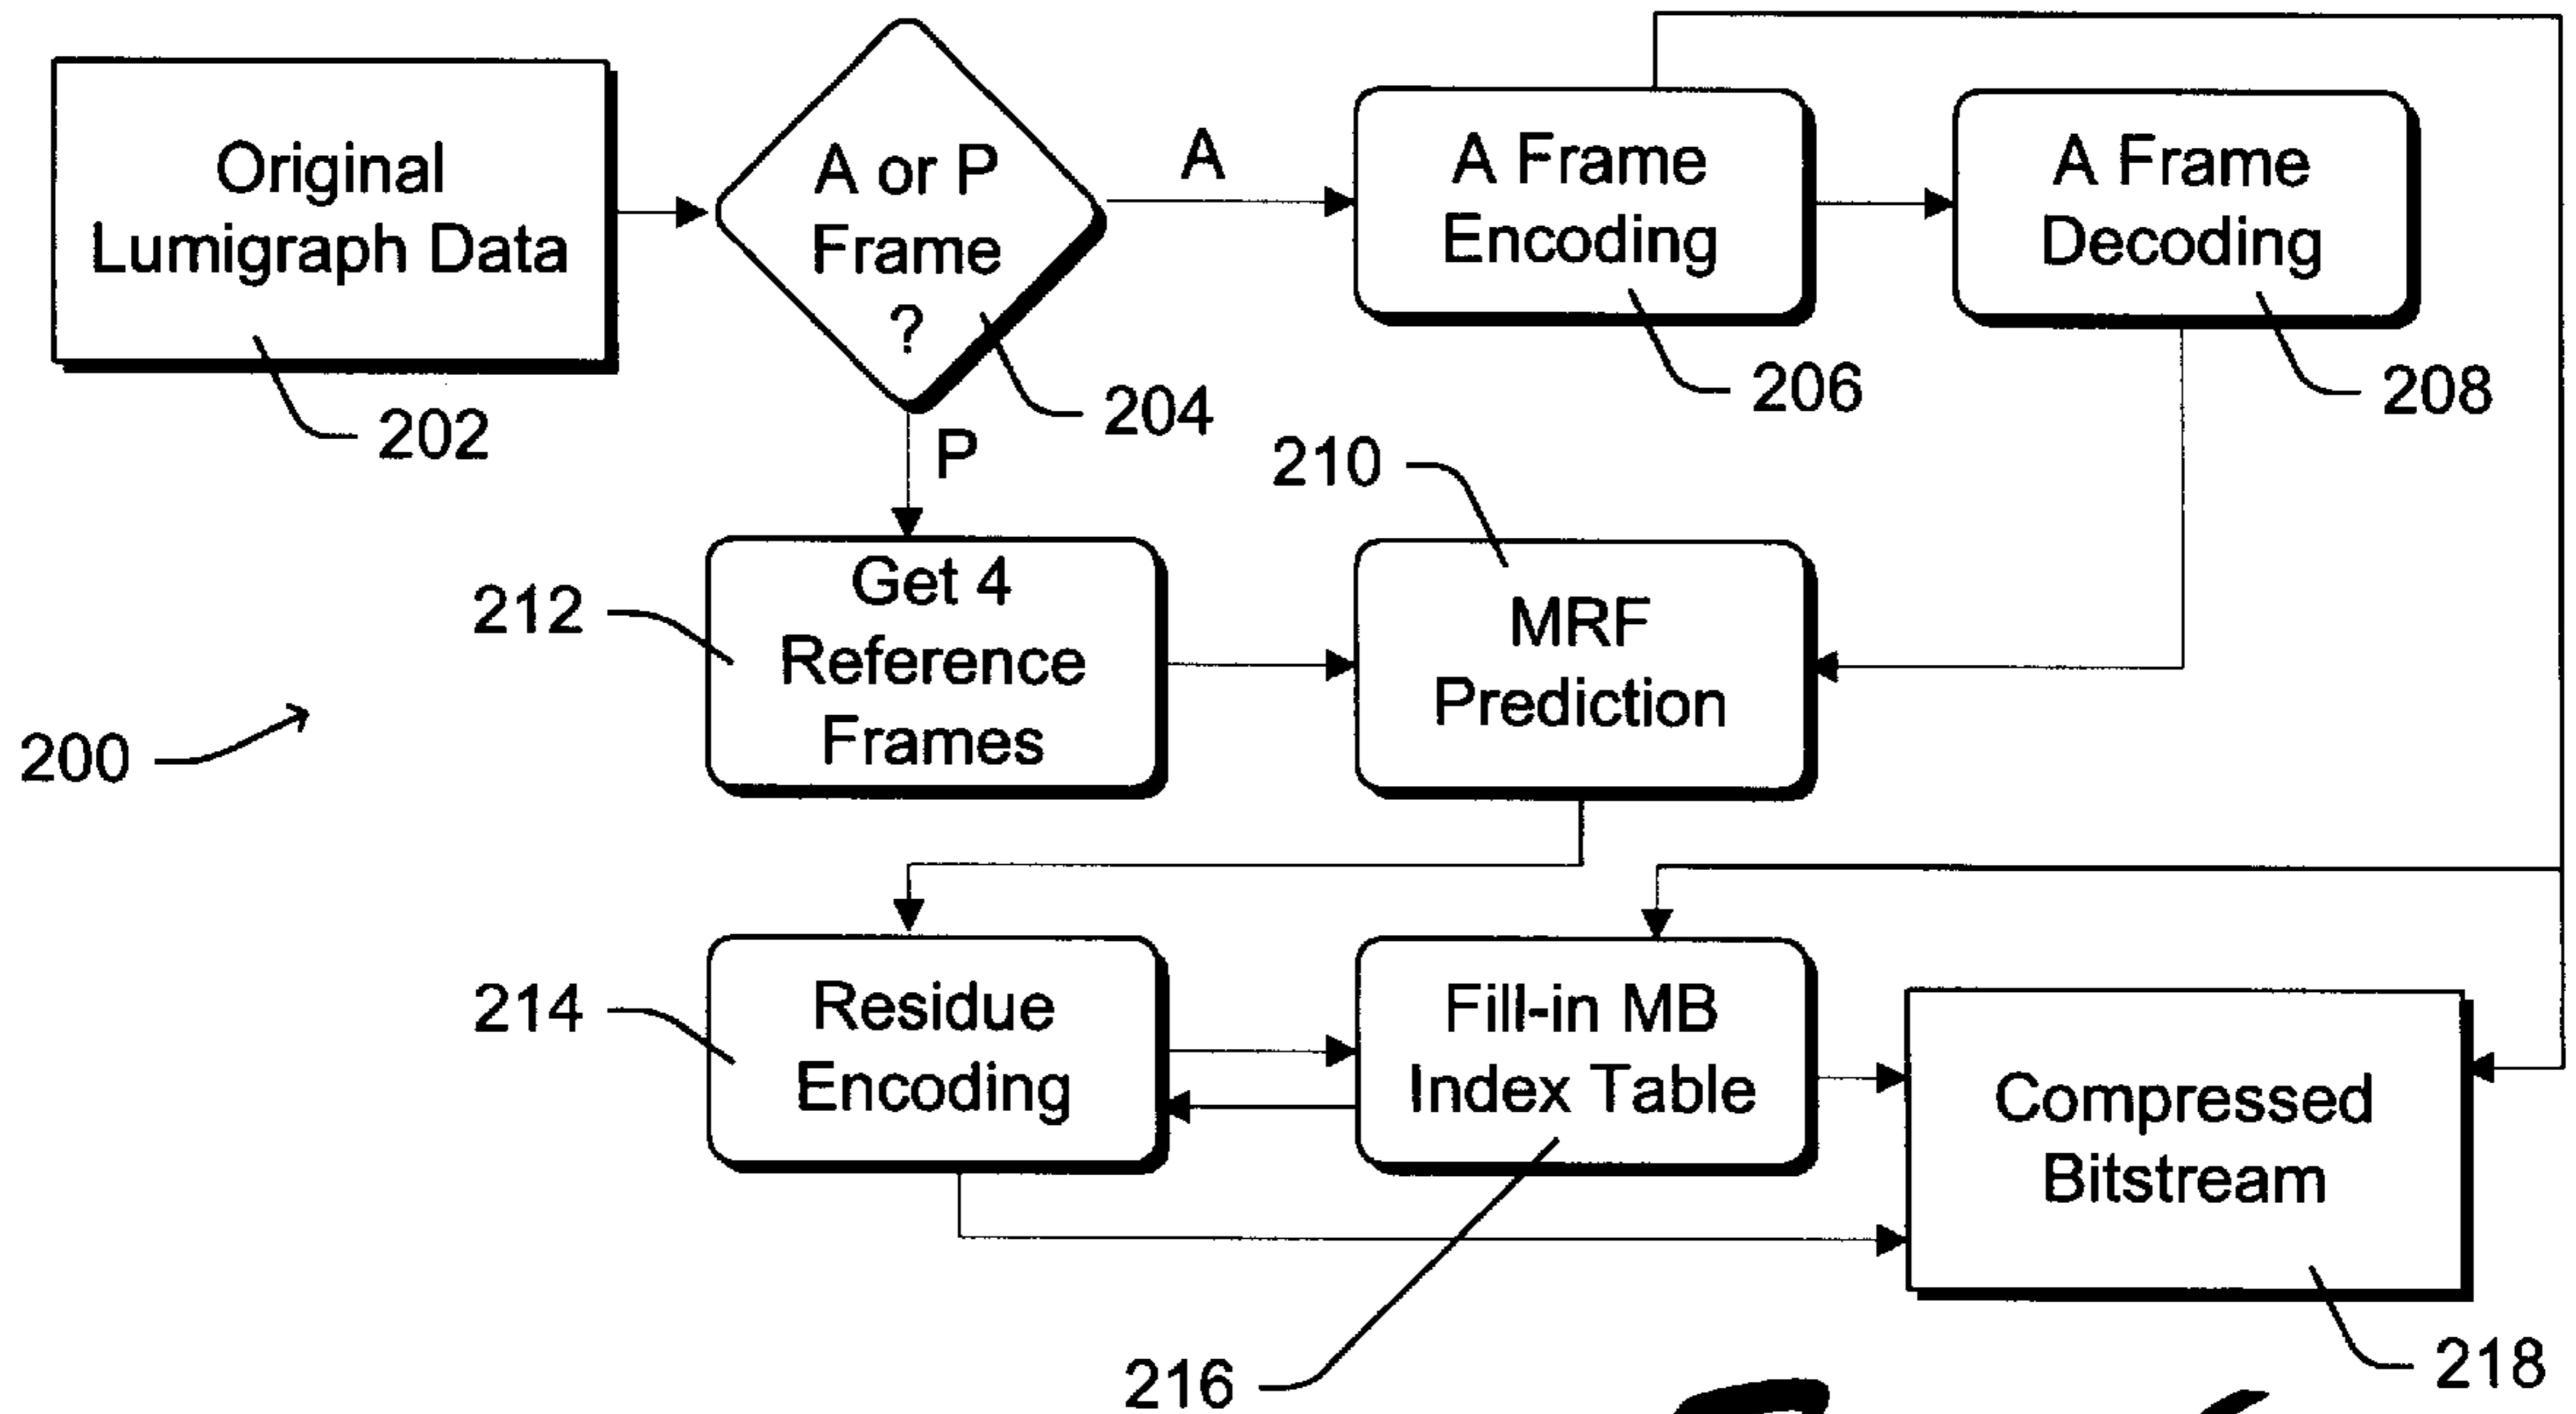 Original
Lumigraph Data
202
A or P
Frame
?
204
A
P
A Frame
Encoding
206
A Frame
Decoding
208
210
MRF
Prediction
212
Get 4
Reference
Frames
200
214
Residue
Encoding
Fill-in MB
Index Table
216
Compressed
Bitstream
218